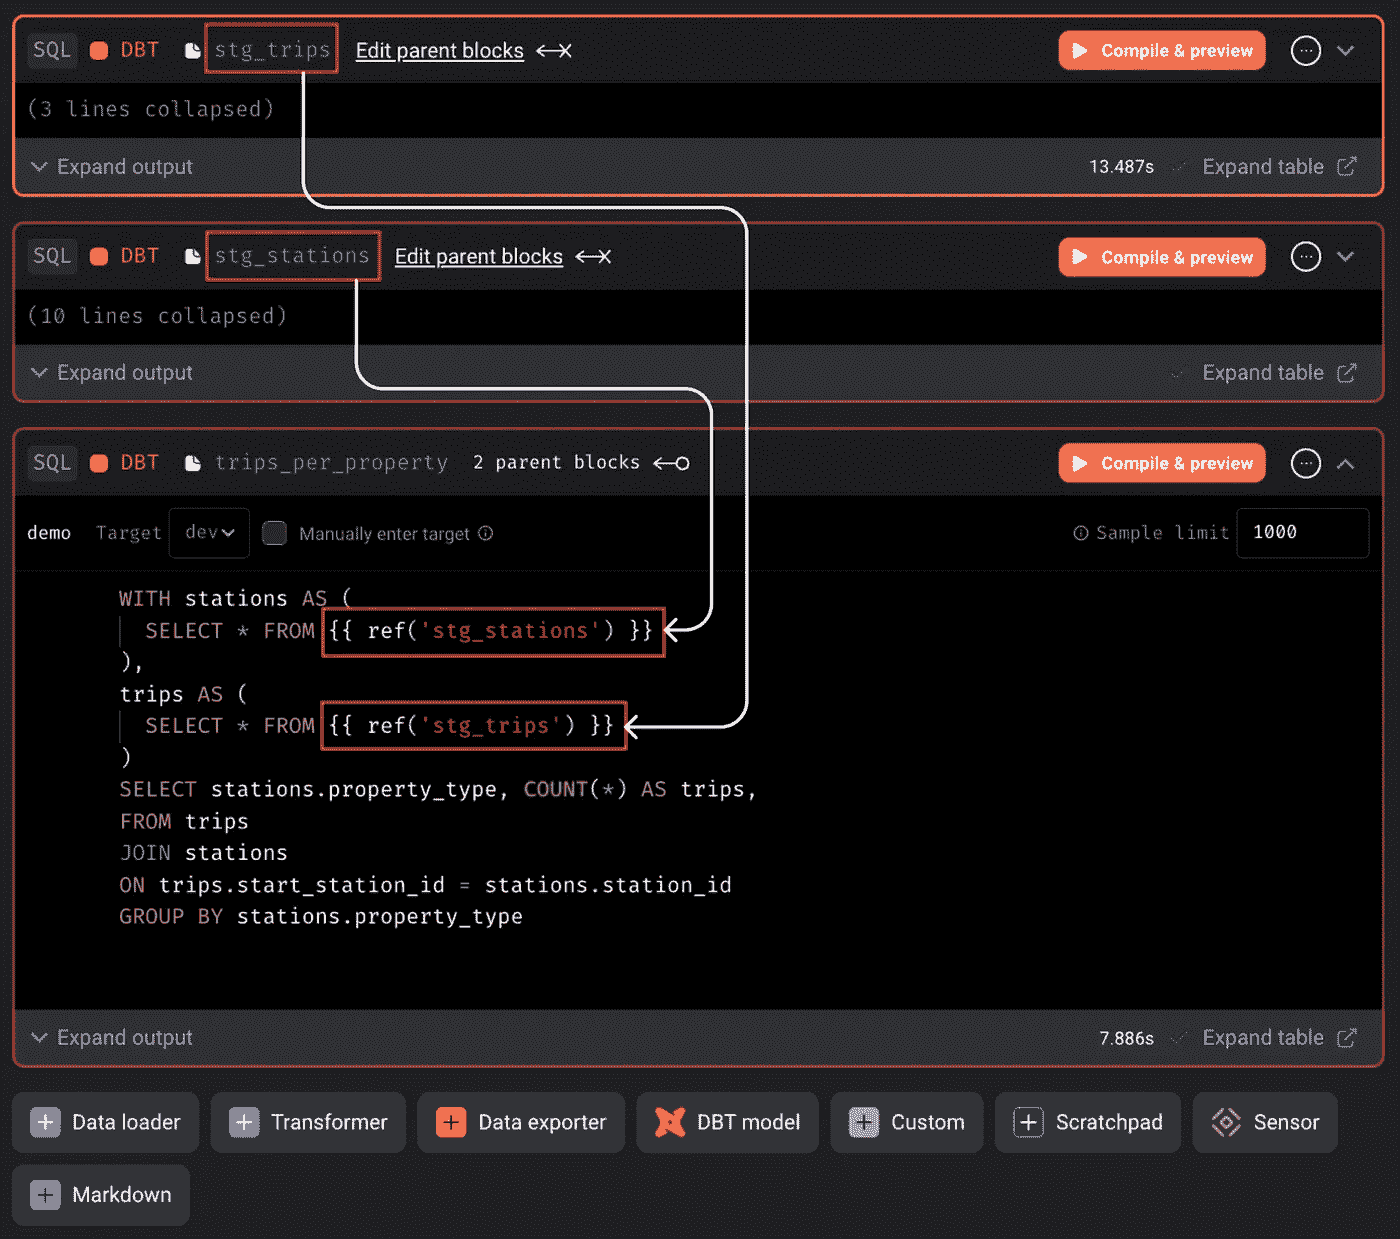 SQL DBT stg_trips Edit parent blocks Compile & preview
(3 lines collapsed)
Expand output 13.487s Expand table
SQL DBT stg_stations Edit parent blocks Compile & preview
(10 lines collapsed)
Expand output Expand table
SQL DBT trips_per_property 2 parent blocks Compile & preview
demo Target dev Manually enter target Sample limit 1000
WITH stations AS (
SELECT * FROM {{ ref('stg_stations') }}
),
trips AS (
SELECT * FROM {{ ref('stg_trips') }}
)
SELECT stations.property_type, COUNT(*) AS trips,
FROM trips
JOIN stations
ON trips.start_station_id = stations.station_id
GROUP BY stations.property_type
Expand output 7.886s Expand table
Data loader Transformer Data exporter DBT model Custom Scratchpad Sensor
Markdown